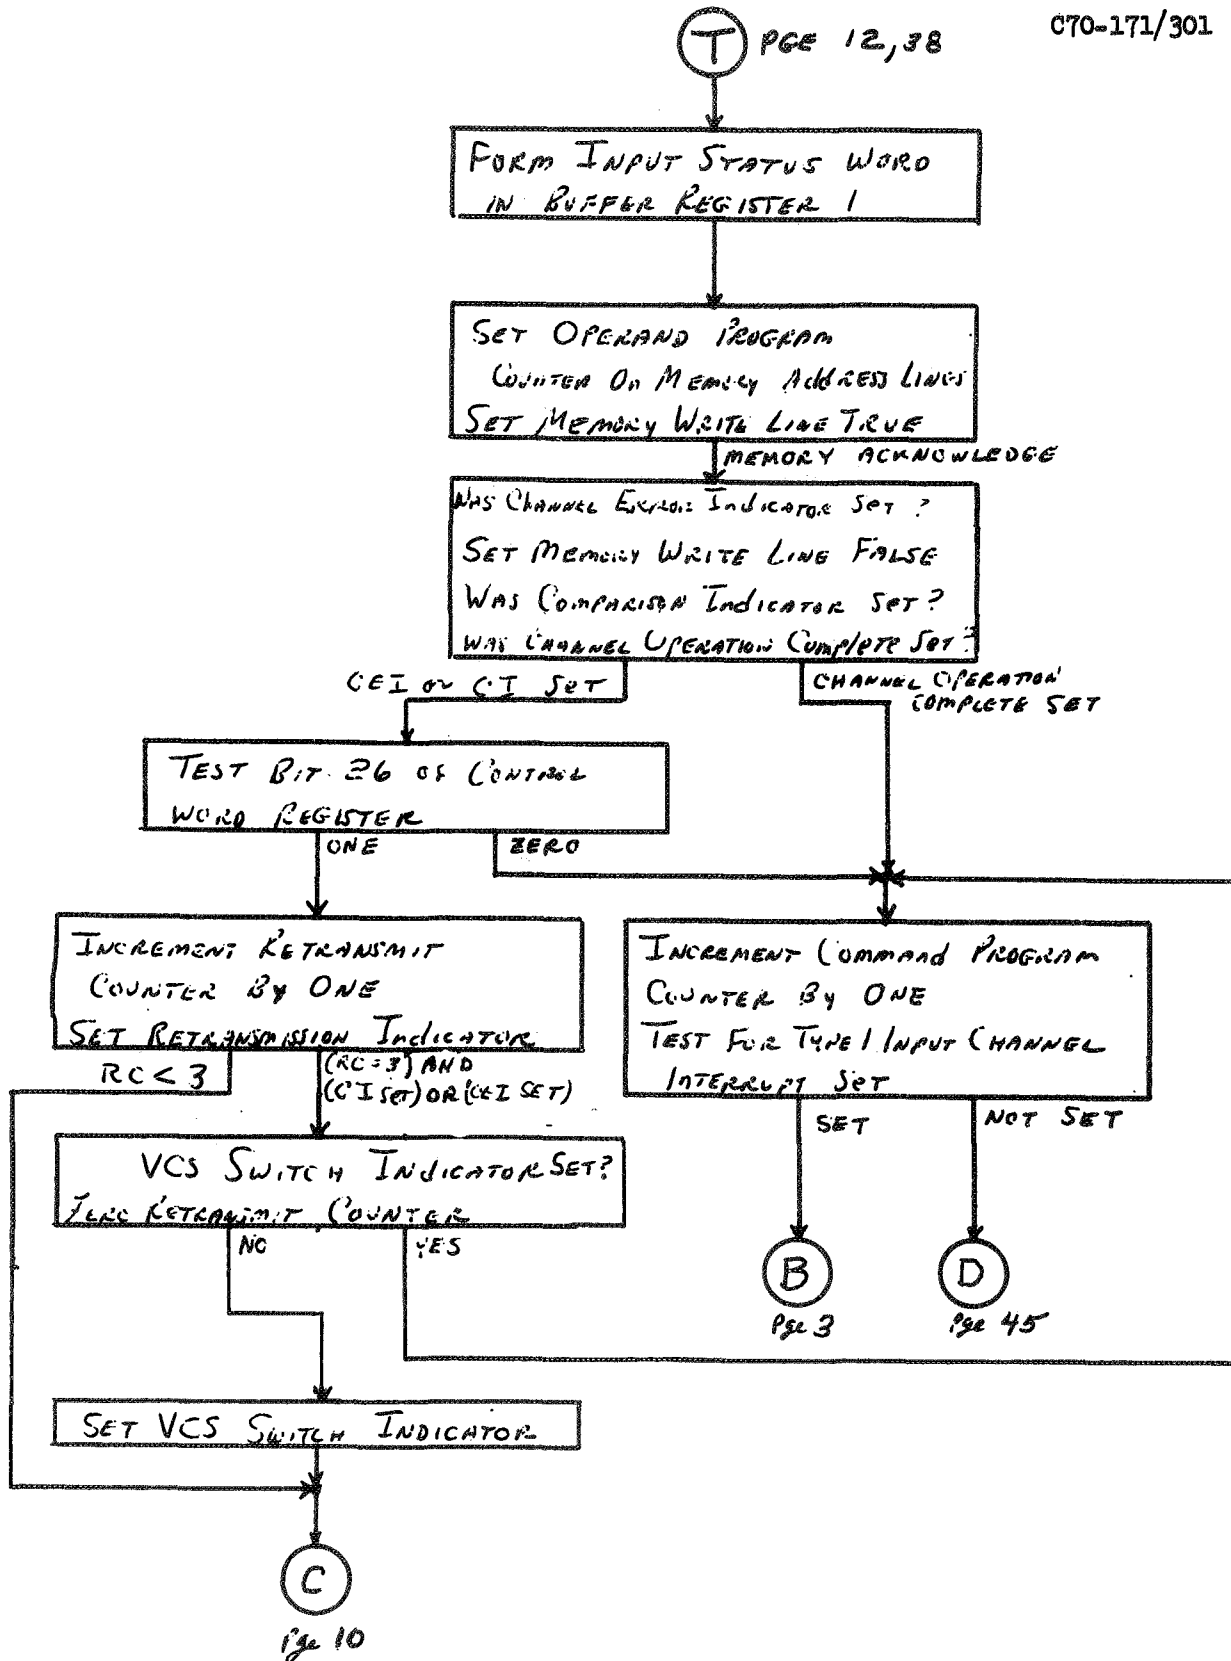 C70-171/301
T PGE 12,38
FORM INPUT STATUS WORD
IN BUFFER REGISTER 1
SET OPERAND PROGRAM
COUNTER On MEMORY AddRESS LINES
SET MEMORY WRITE LINE TRUE
MEMORY ACKNOWLEDGE
WAS CHANNEL ERROR IndICATOR SET ?
SET MEMORY WRITE LINE FALSE
WAS COMPARISON IndICATOR SET?
WAS CHANNEL OPERATION COmplETE SET?
CEI or CI SET
CHANNEL OPERATION
COMPLETE SET
TEST BIT 26 of CONTROL
WORD REGISTER
ONE
ZERO
INCREMENT RETRANSMIT
COUNTER By ONE
SET RETRANSMISSION IndICATOR
INCREMENT COMMAND PROGRAM
COUNTER By ONE
TEST FOR TYPE 1 INPUT CHANNEL
INTERRUPT SET
RC < 3
(RC=3) AND
(CI SET) OR (CEI SET)
SET
NOT SET
VCS SWITCH INdICATOR SET?
ZERO RETRANSMIT COUNTER
NO
YES
B
D
Pge 3
Pge 45
SET VCS SWITCH INDICATOR
C
Pge 10